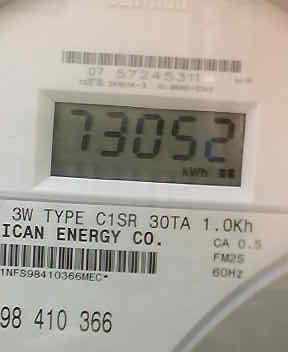 07 57245311
73052
kWh
3W TYPE C1SR 30TA 1.0Kh
ICAN ENERGY CO.
CA 0.5
FM2S
60Hz
1NFS98410366MEC*
98 410 366